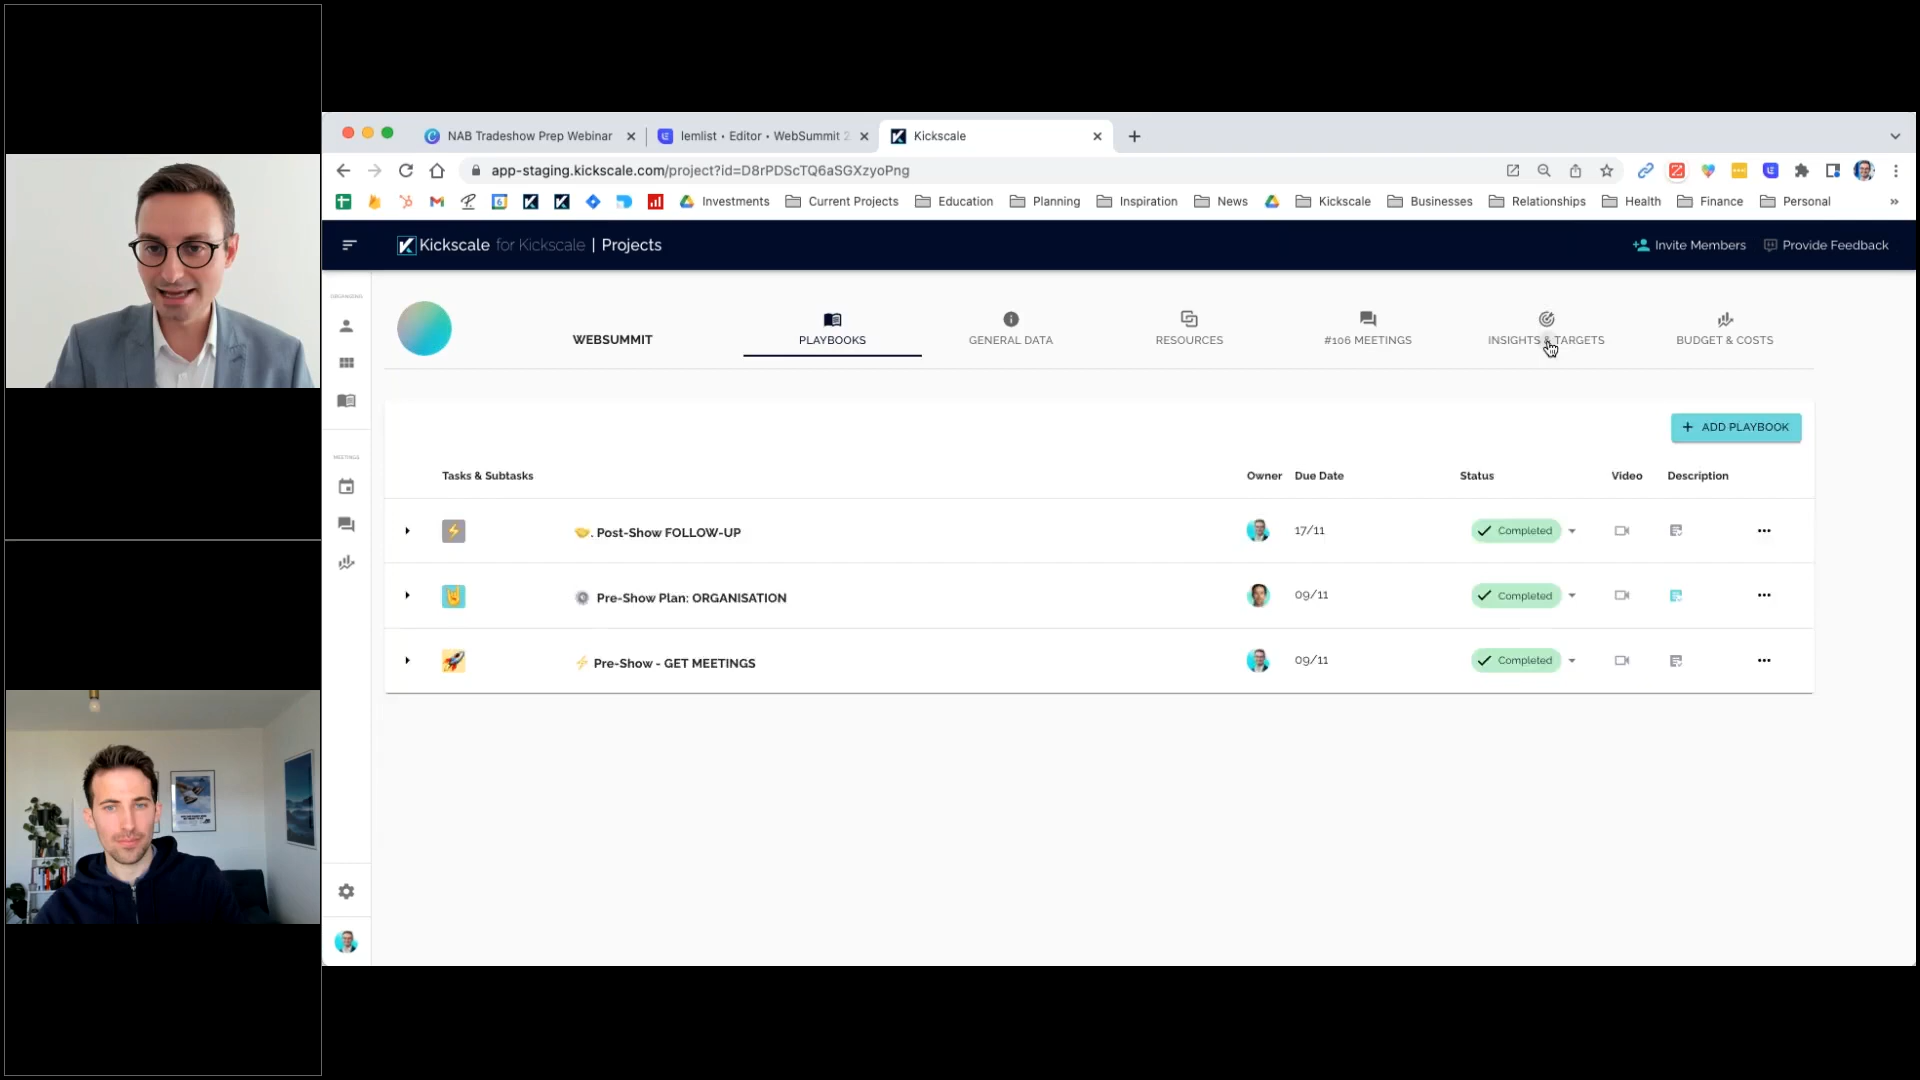 NAB Tradeshow Prep Webinar
lemlist • Editor • WebSummit 2
Kickscale
app-staging.kickscale.com/project?id=D8rPDScTQ6aSGXzyoPng
Investments
Current Projects
Education
Planning
Inspiration
News
Kickscale
Businesses
Relationships
Health
Finance
Personal
»
Kickscale for Kickscale | Projects
Invite Members
Provide Feedback
ORGANIZING
MEETINGS
WEBSUMMIT
PLAYBOOKS
GENERAL DATA
RESOURCES
#106 MEETINGS
INSIGHTS & TARGETS
BUDGET & COSTS
+ ADD PLAYBOOK
Tasks & Subtasks
Owner
Due Date
Status
Video
Description
. Post-Show FOLLOW-UP
17/11
Completed
Pre-Show Plan: ORGANISATION
09/11
Completed
Pre-Show - GET MEETINGS
09/11
Completed